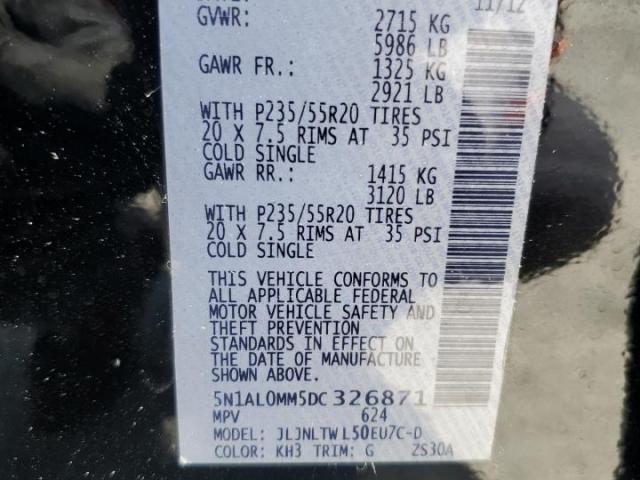 11/12
GVWR: 2715 KG
5986 LB
GAWR FR.: 1325 KG
2921 LB
WITH P235/55R20 TIRES
20 X 7.5 RIMS AT 35 PSI
COLD SINGLE
GAWR RR.: 1415 KG
3120 LB
WITH P235/55R20 TIRES
20 X 7.5 RIMS AT 35 PSI
COLD SINGLE
THIS VEHICLE CONFORMS TO
ALL APPLICABLE FEDERAL
MOTOR VEHICLE SAFETY AND
THEFT PREVENTION
STANDARDS IN EFFECT ON
THE DATE OF MANUFACTURE
SHOWN ABOVE.
5N1AL0MM5DC326871
MPV 624
MODEL: JLJNLTWL50EU7C-D
COLOR: KH3 TRIM: G ZS30A